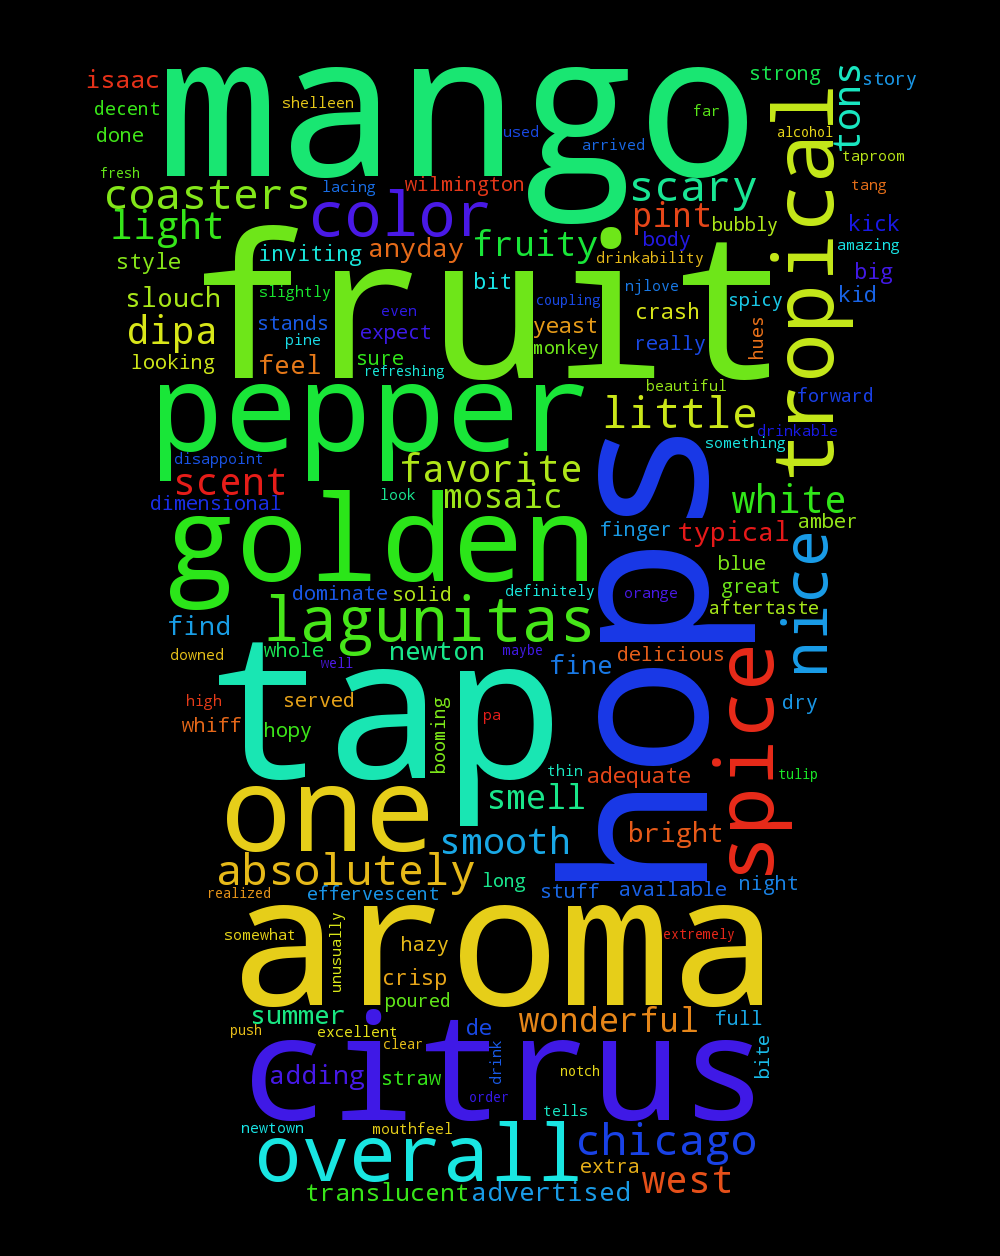 isaac mango strong tons story
decent shelleen far
done used arrived alcohol
fresh taproom
coasters lacing wilmington scary tropical tang
light color pint bubbly kick
style inviting anyday fruity body drinkability amazing
fruit
slouch slightly bit coupling njlove spicy big kid
dipa stands even yeast crash
looking pine expect monkey really hues
feel sure refreshing
pepper beautiful forward
little drinkable
disappoint favorite something
scent look mosaic white
dimensional hops
golden finger typical amber
blue nice
dominate solid definitely orange great
lagunitas aftertaste
find
downed whole well newton maybe fine delicious
tap spice
high served pa dry
whiff hopy booming
thin adequate tulip
one smell
smooth bright
absolutely long
realized effervescent stuff available night
aroma
somewhat unusually hazy extremely
crisp
poured
summer wonderful full
push excellent de
citrus clear bite
adding straw drink notch
order
tells
newtown mouthfeel
overall chicago
extra
translucent advertised west